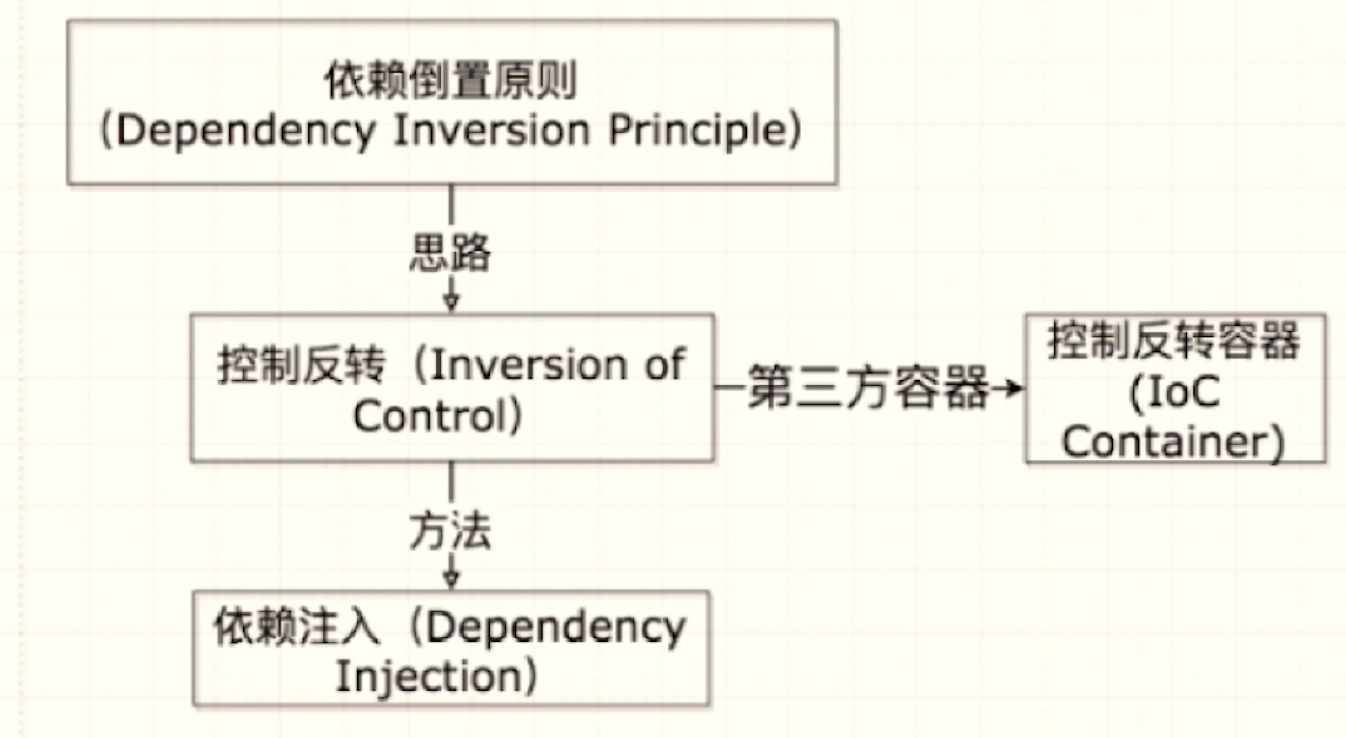 依赖倒置原则
（Dependency Inversion Principle）
思路
控制反转（Inversion of
Control）
第三方容器
控制反转容器
(IoC
Container)
方法
依赖注入（Dependency
Injection）